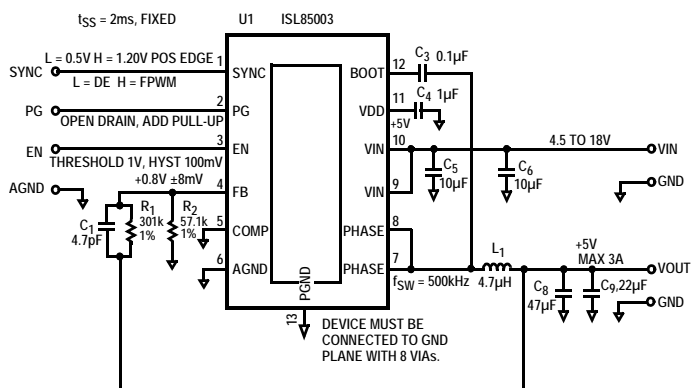 tSS = 2ms, FIXED
U1 ISL85003
L = 0.5V H = 1.20V POS EDGE
SYNC 1 SYNC
L = DE H = FPWM
PG 2 PG
OPEN DRAIN, ADD PULL-UP
EN 3 EN
THRESHOLD 1V, HYST 100mV
AGND
+0.8V ±8mV 4 FB
C1 4.7pF
R1 301k 1%
R2 57.1k 1%
5 COMP
6 AGND
PGND
13
DEVICE MUST BE
CONNECTED TO GND
PLANE WITH 8 VIAs.
BOOT 12 C3 0.1µF
VDD 11 C4 1µF
+5V
VIN 10 4.5 TO 18V VIN
C5 10µF
C6 10µF
GND
VIN 9
PHASE 8
PHASE 7
fSW = 500kHz
L1
4.7µH
+5V
MAX 3A
VOUT
C8 47µF
C9,22µF
GND